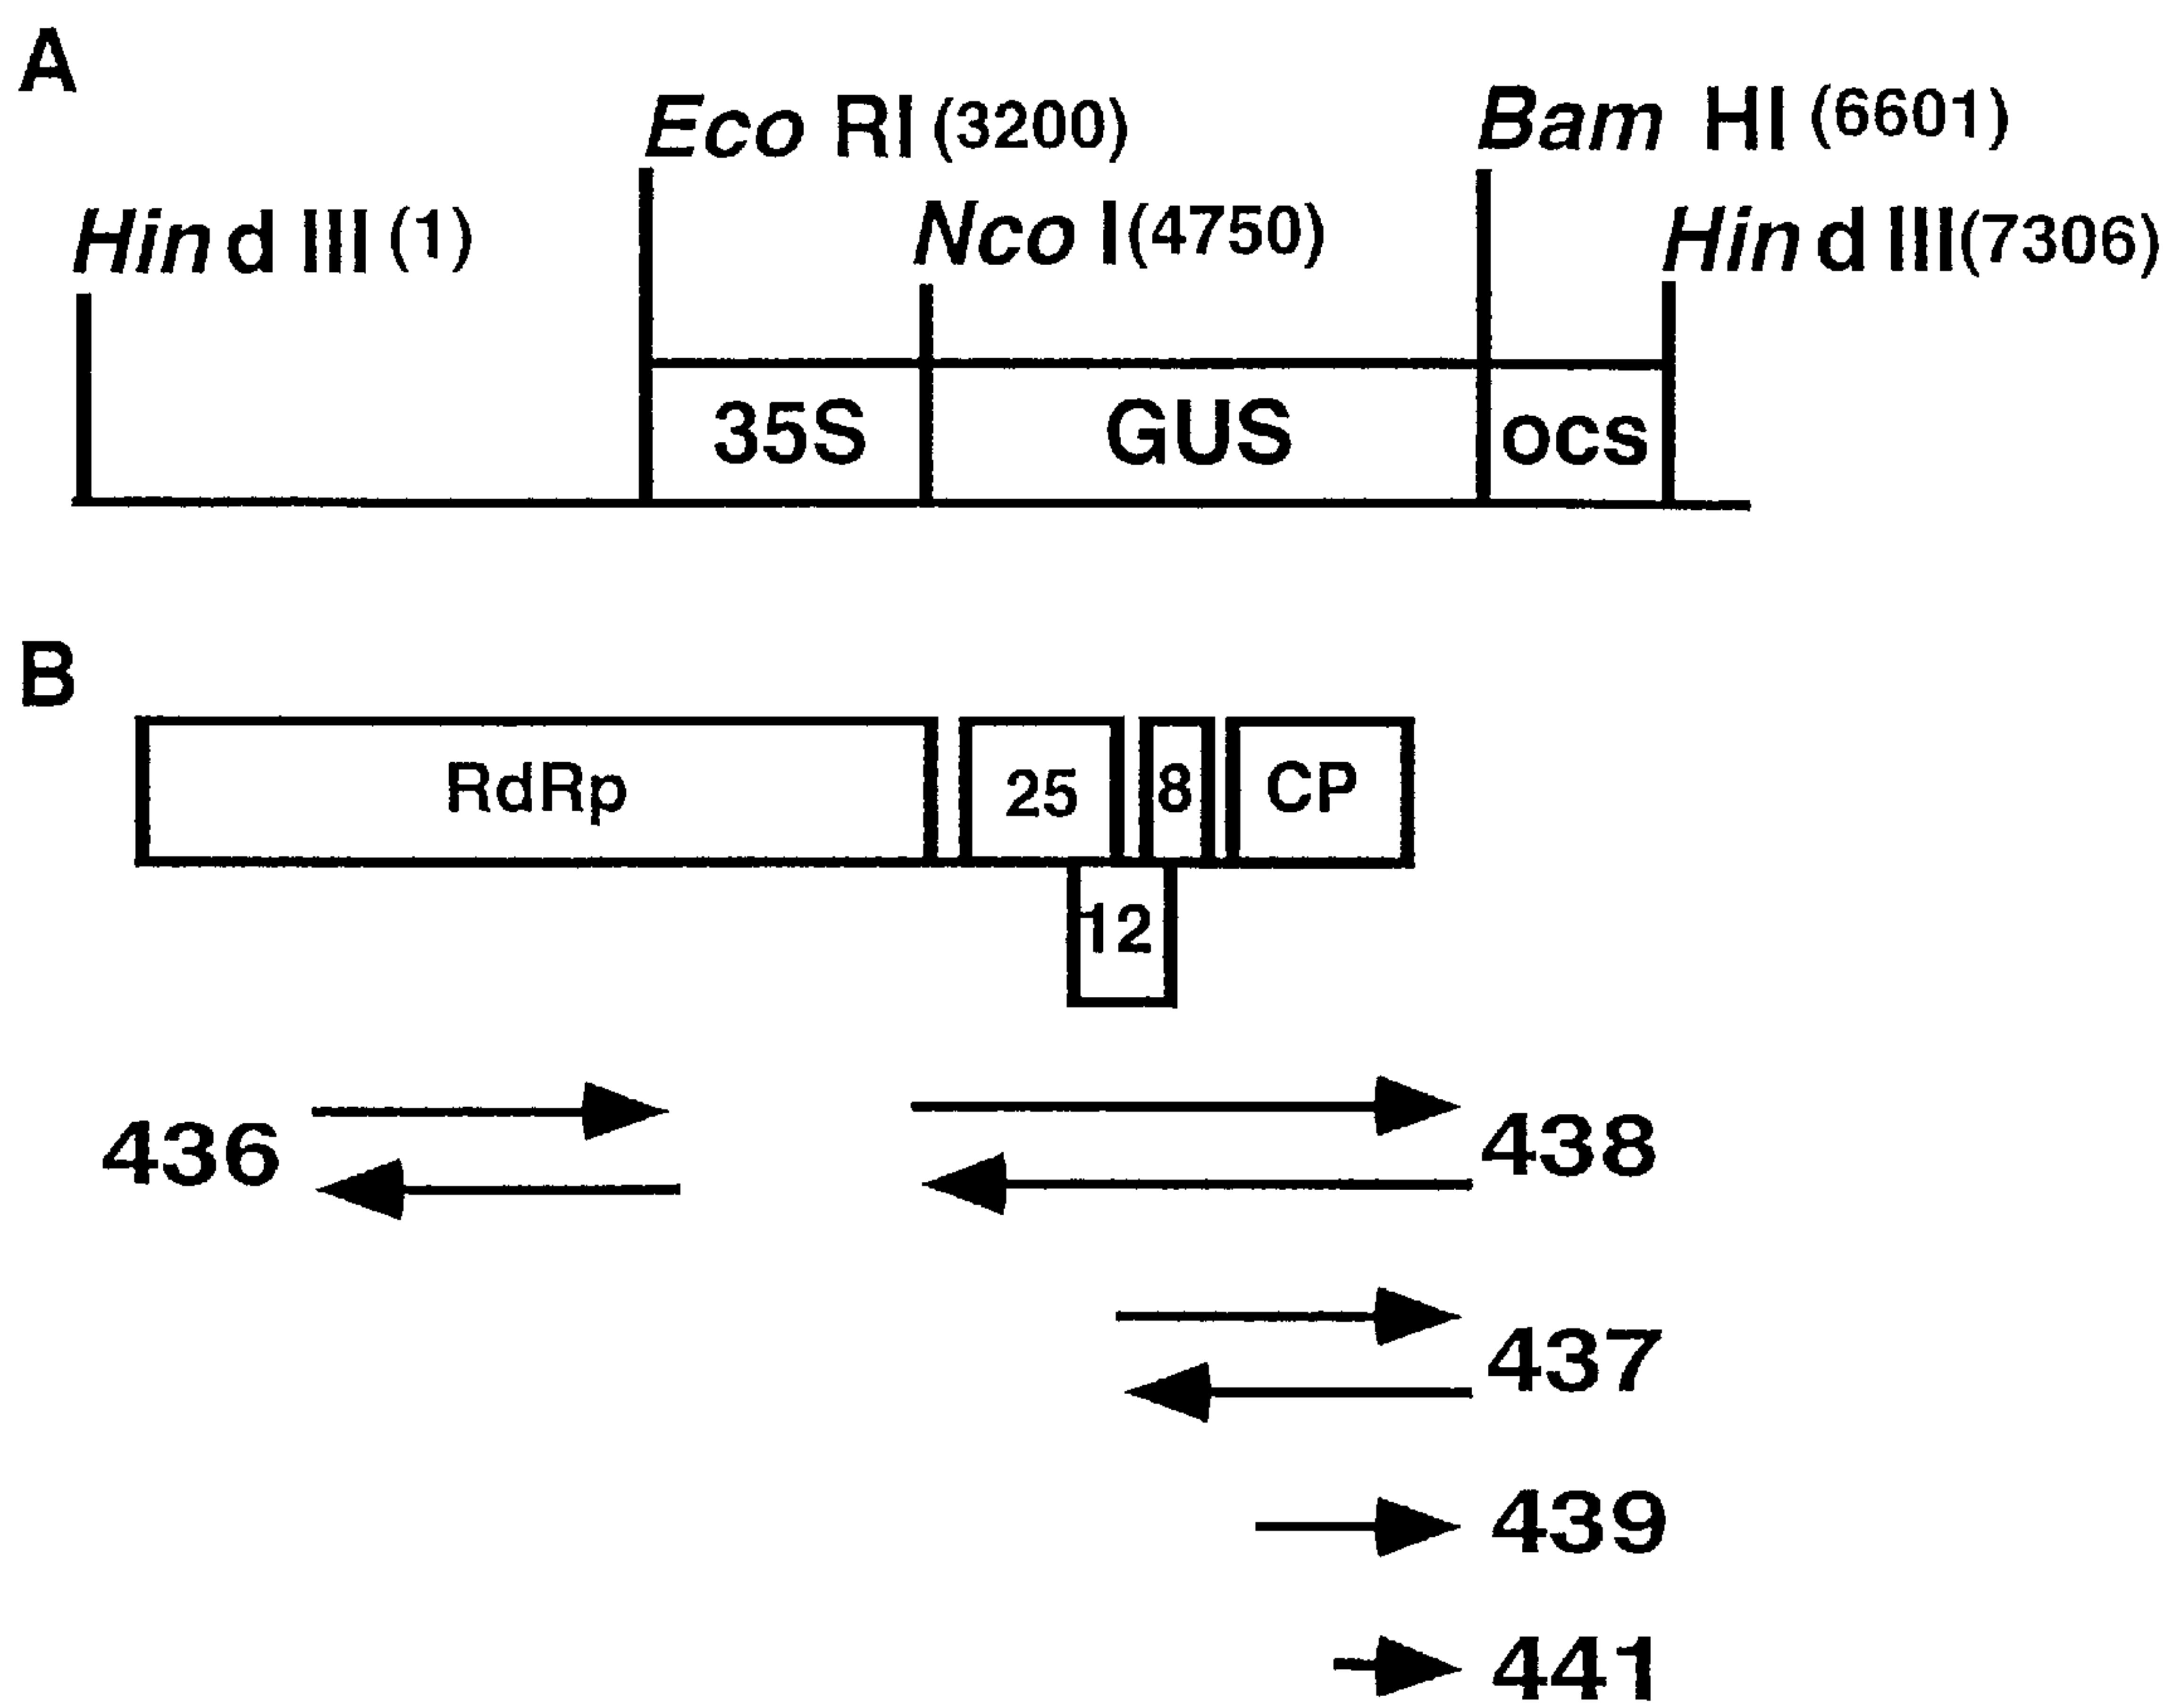 A
Eco RI (3200)
Bam HI (6601)
Hind III (1)
Nco I (4750)
Hind III (7306)
35S
GUS
ocs
B
RdRp
25
8
CP
12
436
438
437
439
441